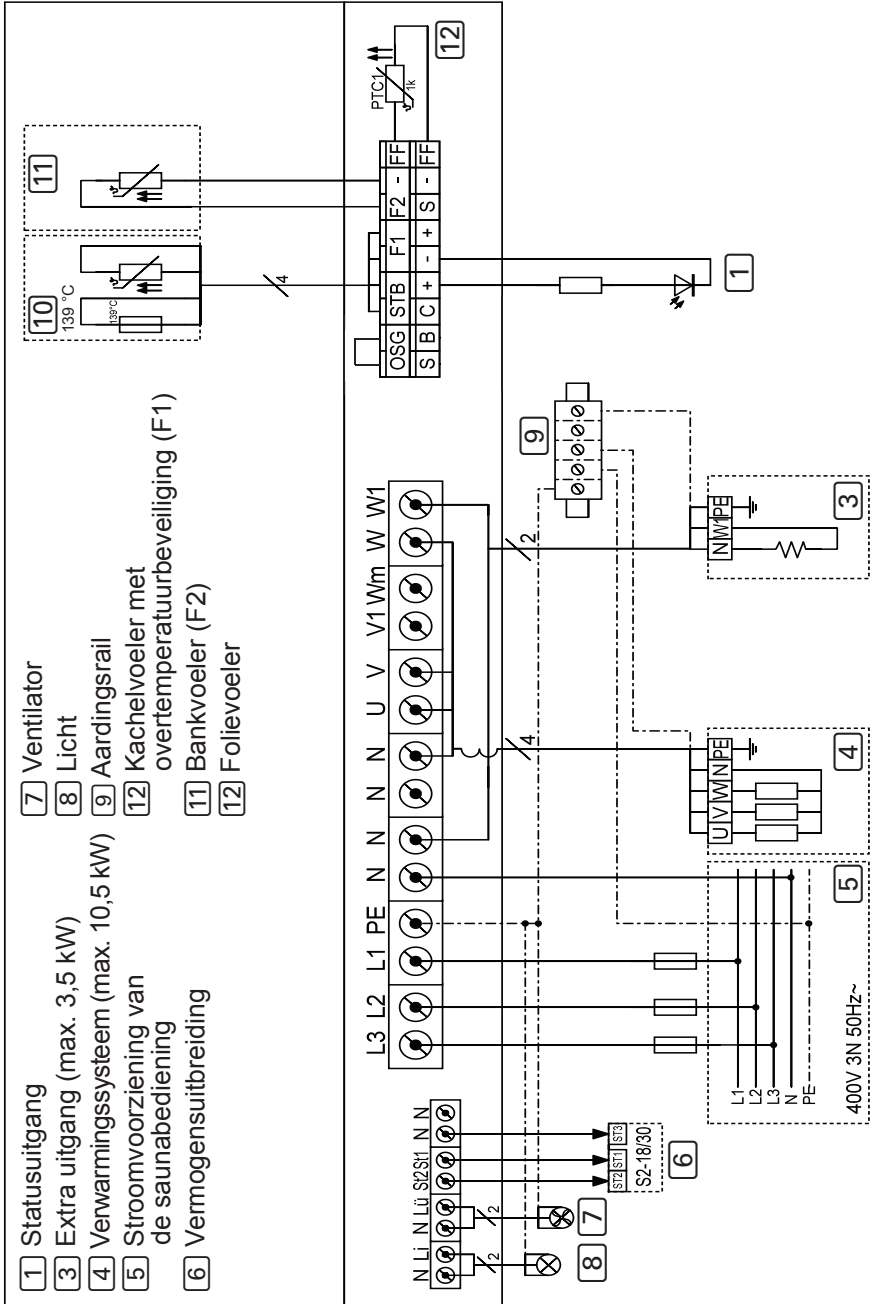 1 Statusuitgang
3 Extra uitgang (max. 3,5 kW)
4 Verwarmingssysteem (max. 10,5 kW)
5 Stroomvoorziening van
de saunabediening
6 Vermogensuitbreiding
7 Ventilator
8 Licht
9 Aardingsrail
12 Kachelvoeler met
overtemperatuurbeveiliging (F1)
11 Bankvoeler (F2)
12 Folievoeler
10
139 °C
139°C
11
4
PTC1
1k
12
OSG STB F1 F2 - FF
S B C + - + S - FF
1
N Li N Lü St2 St1 N N
L3 L2 L1 PE N N N N U V V1 Wm W W1
2
2
4
2
9
8
7
ST2 ST1 ST3
S2-18/30
6
L1
L2
L3
N
PE
400V 3N 50Hz~
5
U V W N PE
4
N W1 PE
3